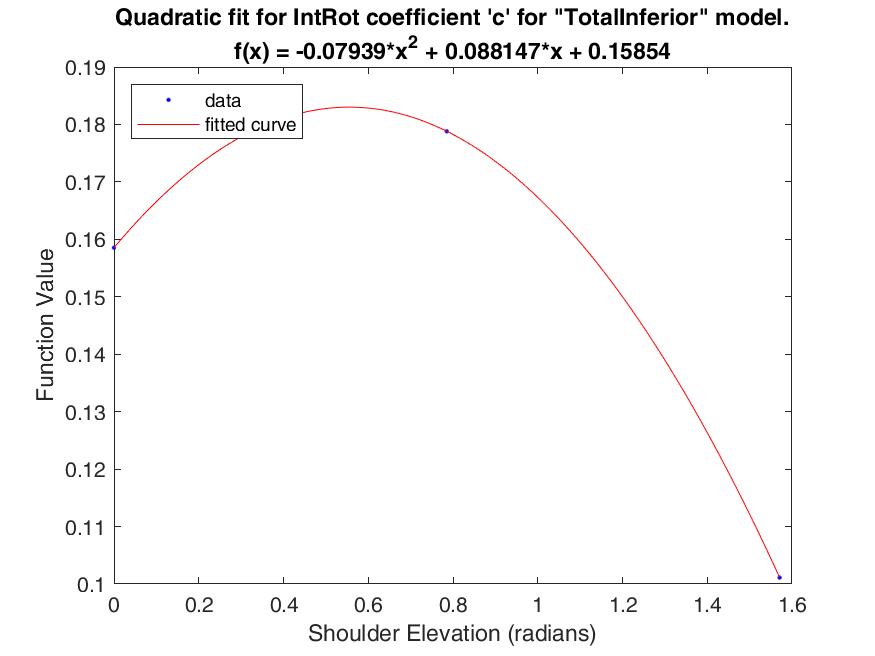 Quadratic fit for IntRot coefficient 'c' for "TotalInferior" model.
f(x) = -0.07939*x² + 0.088147*x + 0.15854
0.19
data
fitted curve
0.18
0.17
0.16
0.15
0.14
0.13
0.12
0.11
0.1
Function Value
0 0.2 0.4 0.6 0.8 1 1.2 1.4 1.6
Shoulder Elevation (radians)